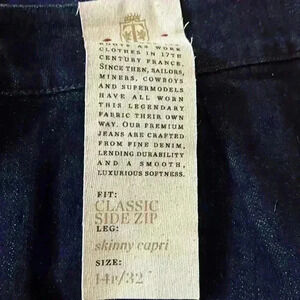 ROOTS AS WORK
CLOTHES IN 17TH
CENTURY FRANCE.
SINCE THEN, SAILORS,
MINERS, COWBOYS
AND SUPERMODELS
HAVE ALL WORN
THIS LEGENDARY
FABRIC THEIR OWN
WAY. OUR PREMIUM
JEANS ARE CRAFTED
FROM FINE DENIM,
LENDING DURABILITY
AND A SMOOTH,
LUXURIOUS SOFTNESS.
FIT:
CLASSIC
SIDE ZIP
LEG:
skinny capri
SIZE:
14P/32"